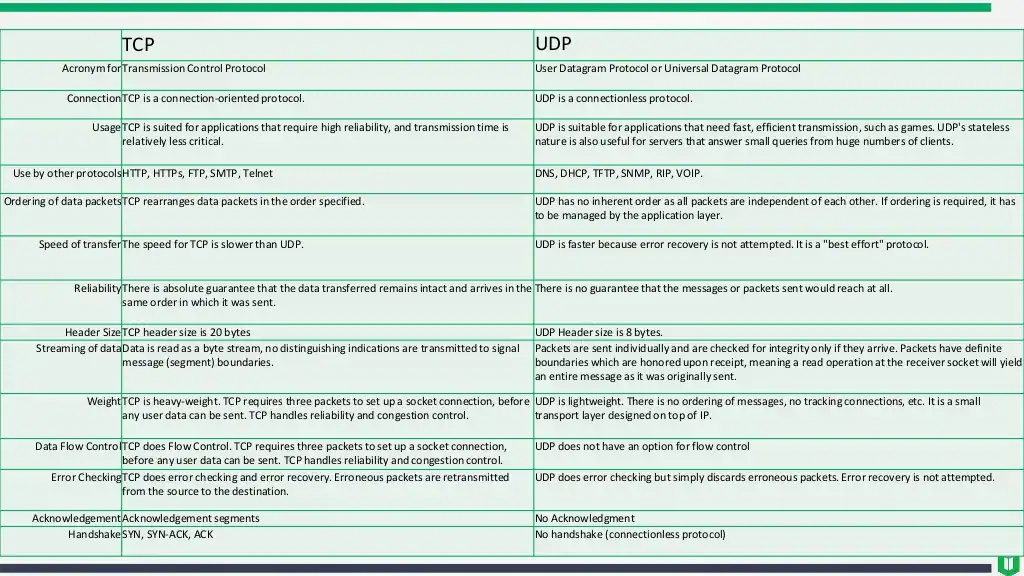 TCP UDP
Acronym for Transmission Control Protocol User Datagram Protocol or Universal Datagram Protocol
Connection TCP is a connection-oriented protocol. UDP is a connectionless protocol.
Usage TCP is suited for applications that require high reliability, and transmission time is UDP is suitable for applications that need fast, efficient transmission, such as games. UDP's stateless
relatively less critical. nature is also useful for servers that answer small queries from huge numbers of clients.
Use by other protocols HTTP, HTTPs, FTP, SMTP, Telnet DNS, DHCP, TFTP, SNMP, RIP, VOIP.
Ordering of data packets TCP rearranges data packets in the order specified. UDP has no inherent order as all packets are independent of each other. If ordering is required, it has
to be managed by the application layer.
Speed of transfer The speed for TCP is slower than UDP. UDP is faster because error recovery is not attempted. It is a "best effort" protocol.
Reliability There is absolute guarantee that the data transferred remains intact and arrives in the There is no guarantee that the messages or packets sent would reach at all.
same order in which it was sent.
Header Size TCP header size is 20 bytes UDP Header size is 8 bytes.
Streaming of data Data is read as a byte stream, no distinguishing indications are transmitted to signal Packets are sent individually and are checked for integrity only if they arrive. Packets have definite
message (segment) boundaries. boundaries which are honored upon receipt, meaning a read operation at the receiver socket will yield
an entire message as it was originally sent.
Weight TCP is heavy-weight. TCP requires three packets to set up a socket connection, before UDP is lightweight. There is no ordering of messages, no tracking connections, etc. It is a small
any user data can be sent. TCP handles reliability and congestion control. transport layer designed on top of IP.
Data Flow Control TCP does Flow Control. TCP requires three packets to set up a socket connection, UDP does not have an option for flow control
before any user data can be sent. TCP handles reliability and congestion control.
Error Checking TCP does error checking and error recovery. Erroneous packets are retransmitted UDP does error checking but simply discards erroneous packets. Error recovery is not attempted.
from the source to the destination.
Acknowledgement Acknowledgement segments No Acknowledgment
Handshake SYN, SYN-ACK, ACK No handshake (connectionless protocol)